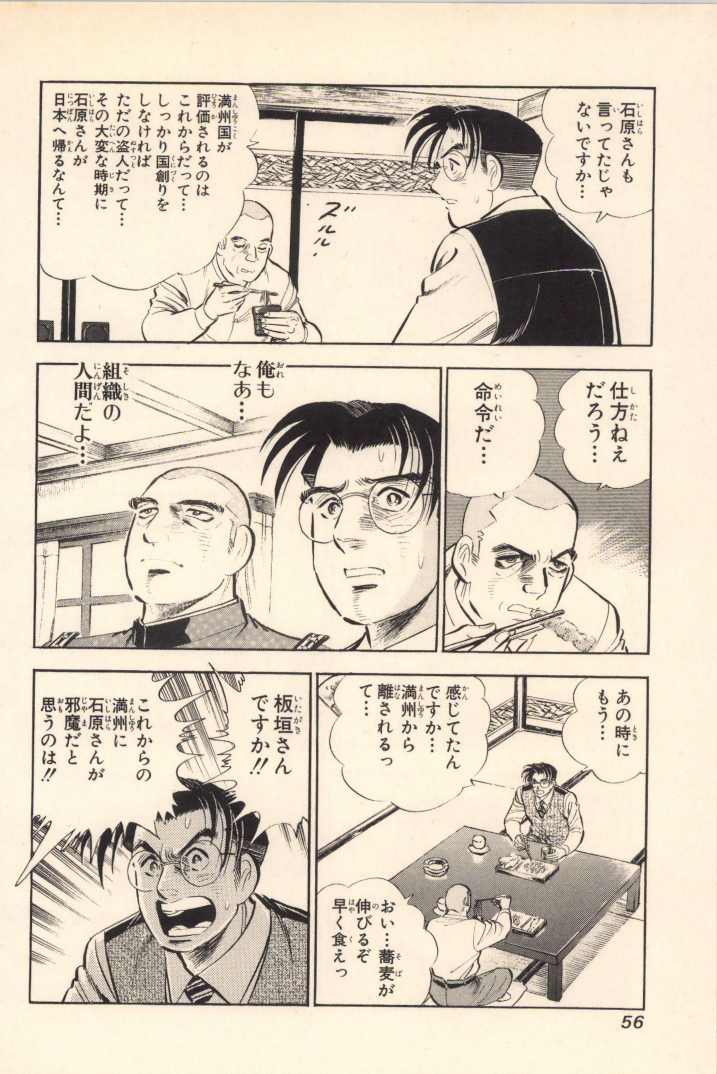 石原さんも
言ってたじゃ
ないですか…
満州国が
評価されるのは
これからだって…
しっかり国創りを
しなければ
ただの盗人だって…
その大変な時期に
石原さんが
日本へ帰るなんて…
ズルル
仕方ねえ
だろう…
命令だ…
俺も
なあ…
組織の
人間だよ…
あの時に
もう…
感じてたん
ですか…
満州から
離されるっ
て…
おい…蕎麦が
伸びるぞ
早く食えっ
板垣さん
ですか!!
これからの
満州に
石原さんが
邪魔だと
思うのは!!
56